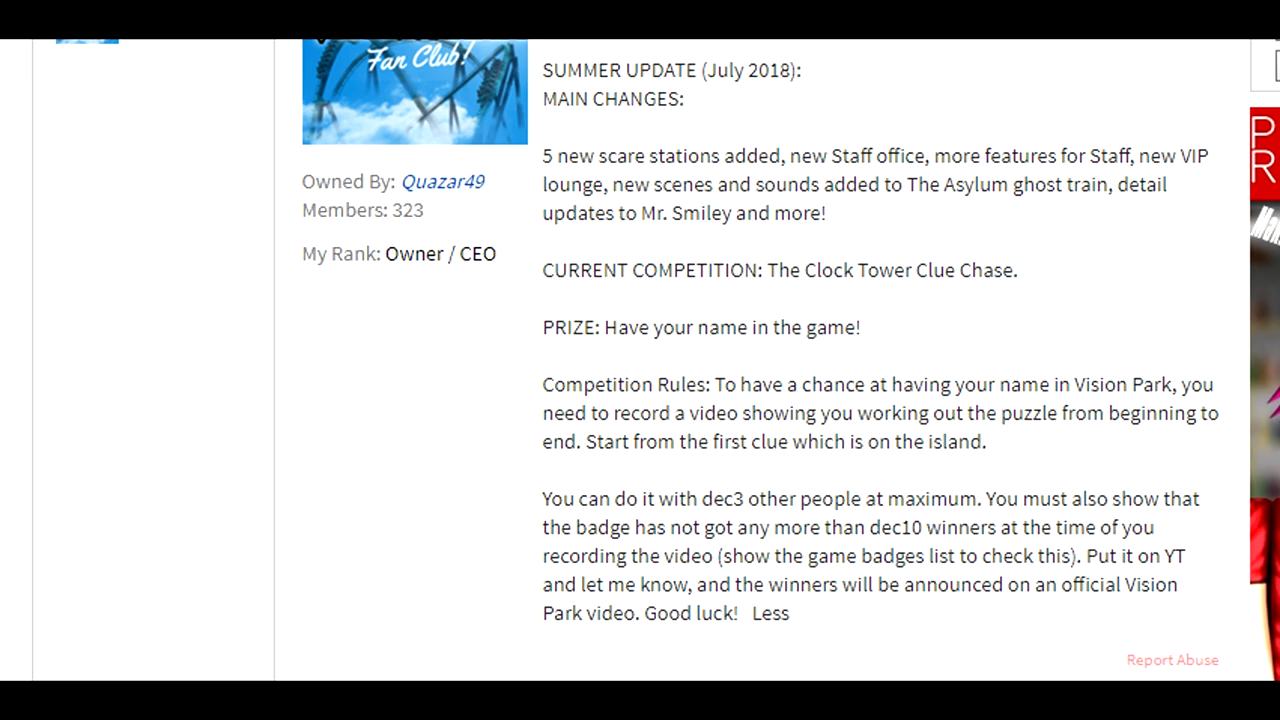 Fan Club!
Owned By: Quazar49
Members: 323
My Rank: Owner / CEO
SUMMER UPDATE (July 2018):
MAIN CHANGES:
5 new scare stations added, new Staff office, more features for Staff, new VIP
lounge, new scenes and sounds added to The Asylum ghost train, detail
updates to Mr. Smiley and more!
CURRENT COMPETITION: The Clock Tower Clue Chase.
PRIZE: Have your name in the game!
Competition Rules: To have a chance at having your name in Vision Park, you
need to record a video showing you working out the puzzle from beginning to
end. Start from the first clue which is on the island.
You can do it with dec3 other people at maximum. You must also show that
the badge has not got any more than dec10 winners at the time of you
recording the video (show the game badges list to check this). Put it on YT
and let me know, and the winners will be announced on an official Vision
Park video. Good luck! Less
Report Abuse
P
R